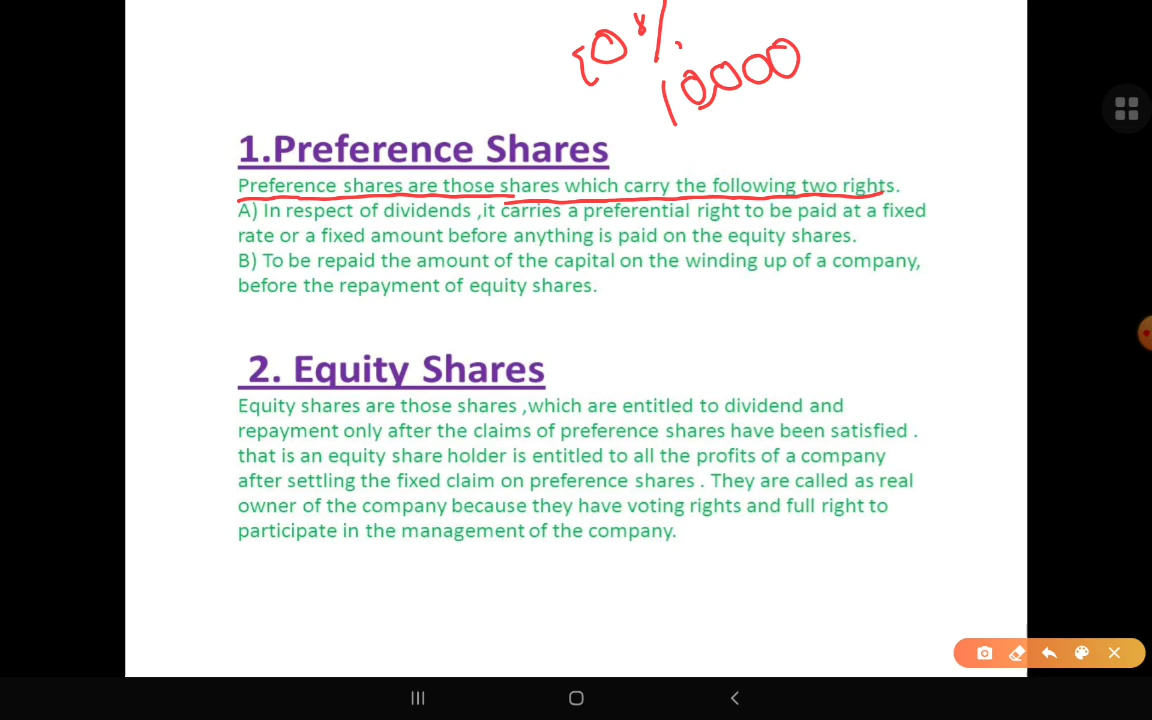 10%
10000
1.Preference Shares
Preference shares are those shares which carry the following two rights.
A) In respect of dividends ,it carries a preferential right to be paid at a fixed
rate or a fixed amount before anything is paid on the equity shares.
B) To be repaid the amount of the capital on the winding up of a company,
before the repayment of equity shares.
2. Equity Shares
Equity shares are those shares ,which are entitled to dividend and
repayment only after the claims of preference shares have been satisfied .
that is an equity share holder is entitled to all the profits of a company
after settling the fixed claim on preference shares . They are called as real
owner of the company because they have voting rights and full right to
participate in the management of the company.